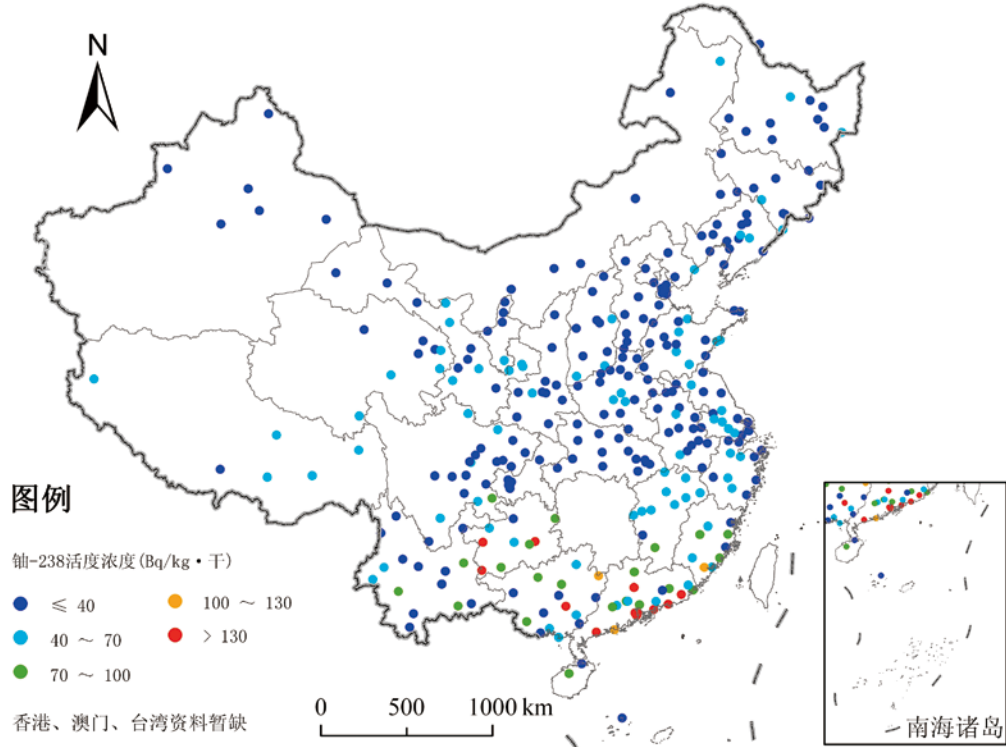 N
图例
铀-238活度浓度(Bq/kg·干)
≤ 40
100 ～ 130
40 ～ 70
> 130
70 ～ 100
香港、澳门、台湾资料暂缺
0 500 1000 km
南海诸岛